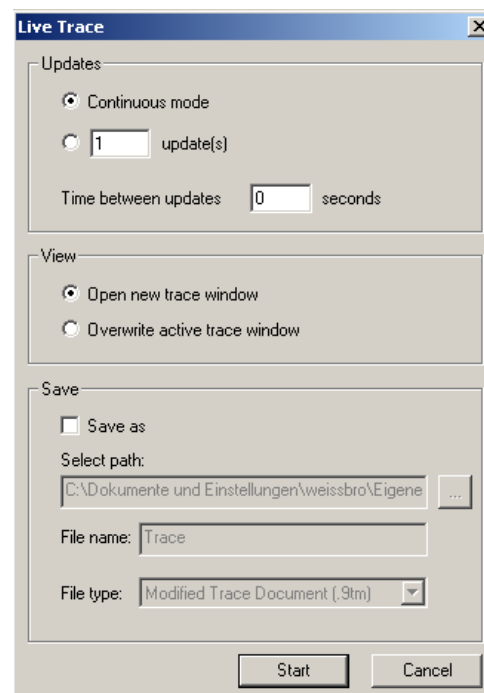 Live Trace
Updates
Continuous mode
1 update(s)
Time between updates 0 seconds
View
Open new trace window
Overwrite active trace window
Save
Save as
Select path:
C:\Dokumente und Einstellungen\weissbro\Eigene
...
File name: Trace
File type: Modified Trace Document (.9tm)
Start Cancel